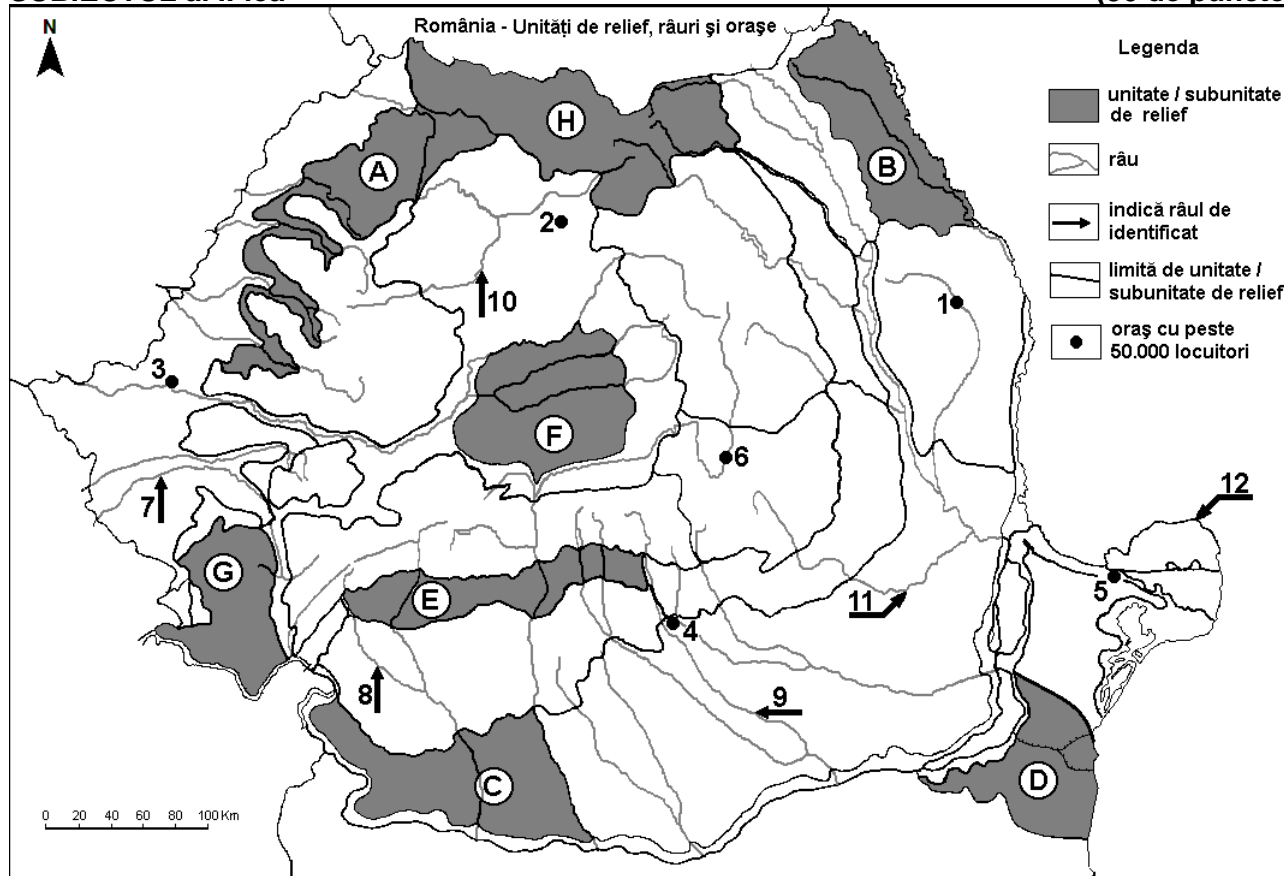 România - Unităţi de relief, râuri şi oraşe
N
Legenda
unitate / subunitate
de relief
râu
indică râul de
identificat
limită de unitate /
subunitate de relief
oraş cu peste
50.000 locuitori
H
A
B
2
10
1
3
F
6
7
12
G
E
5
11
4
8
9
C
D
0 20 40 60 80 100 Km